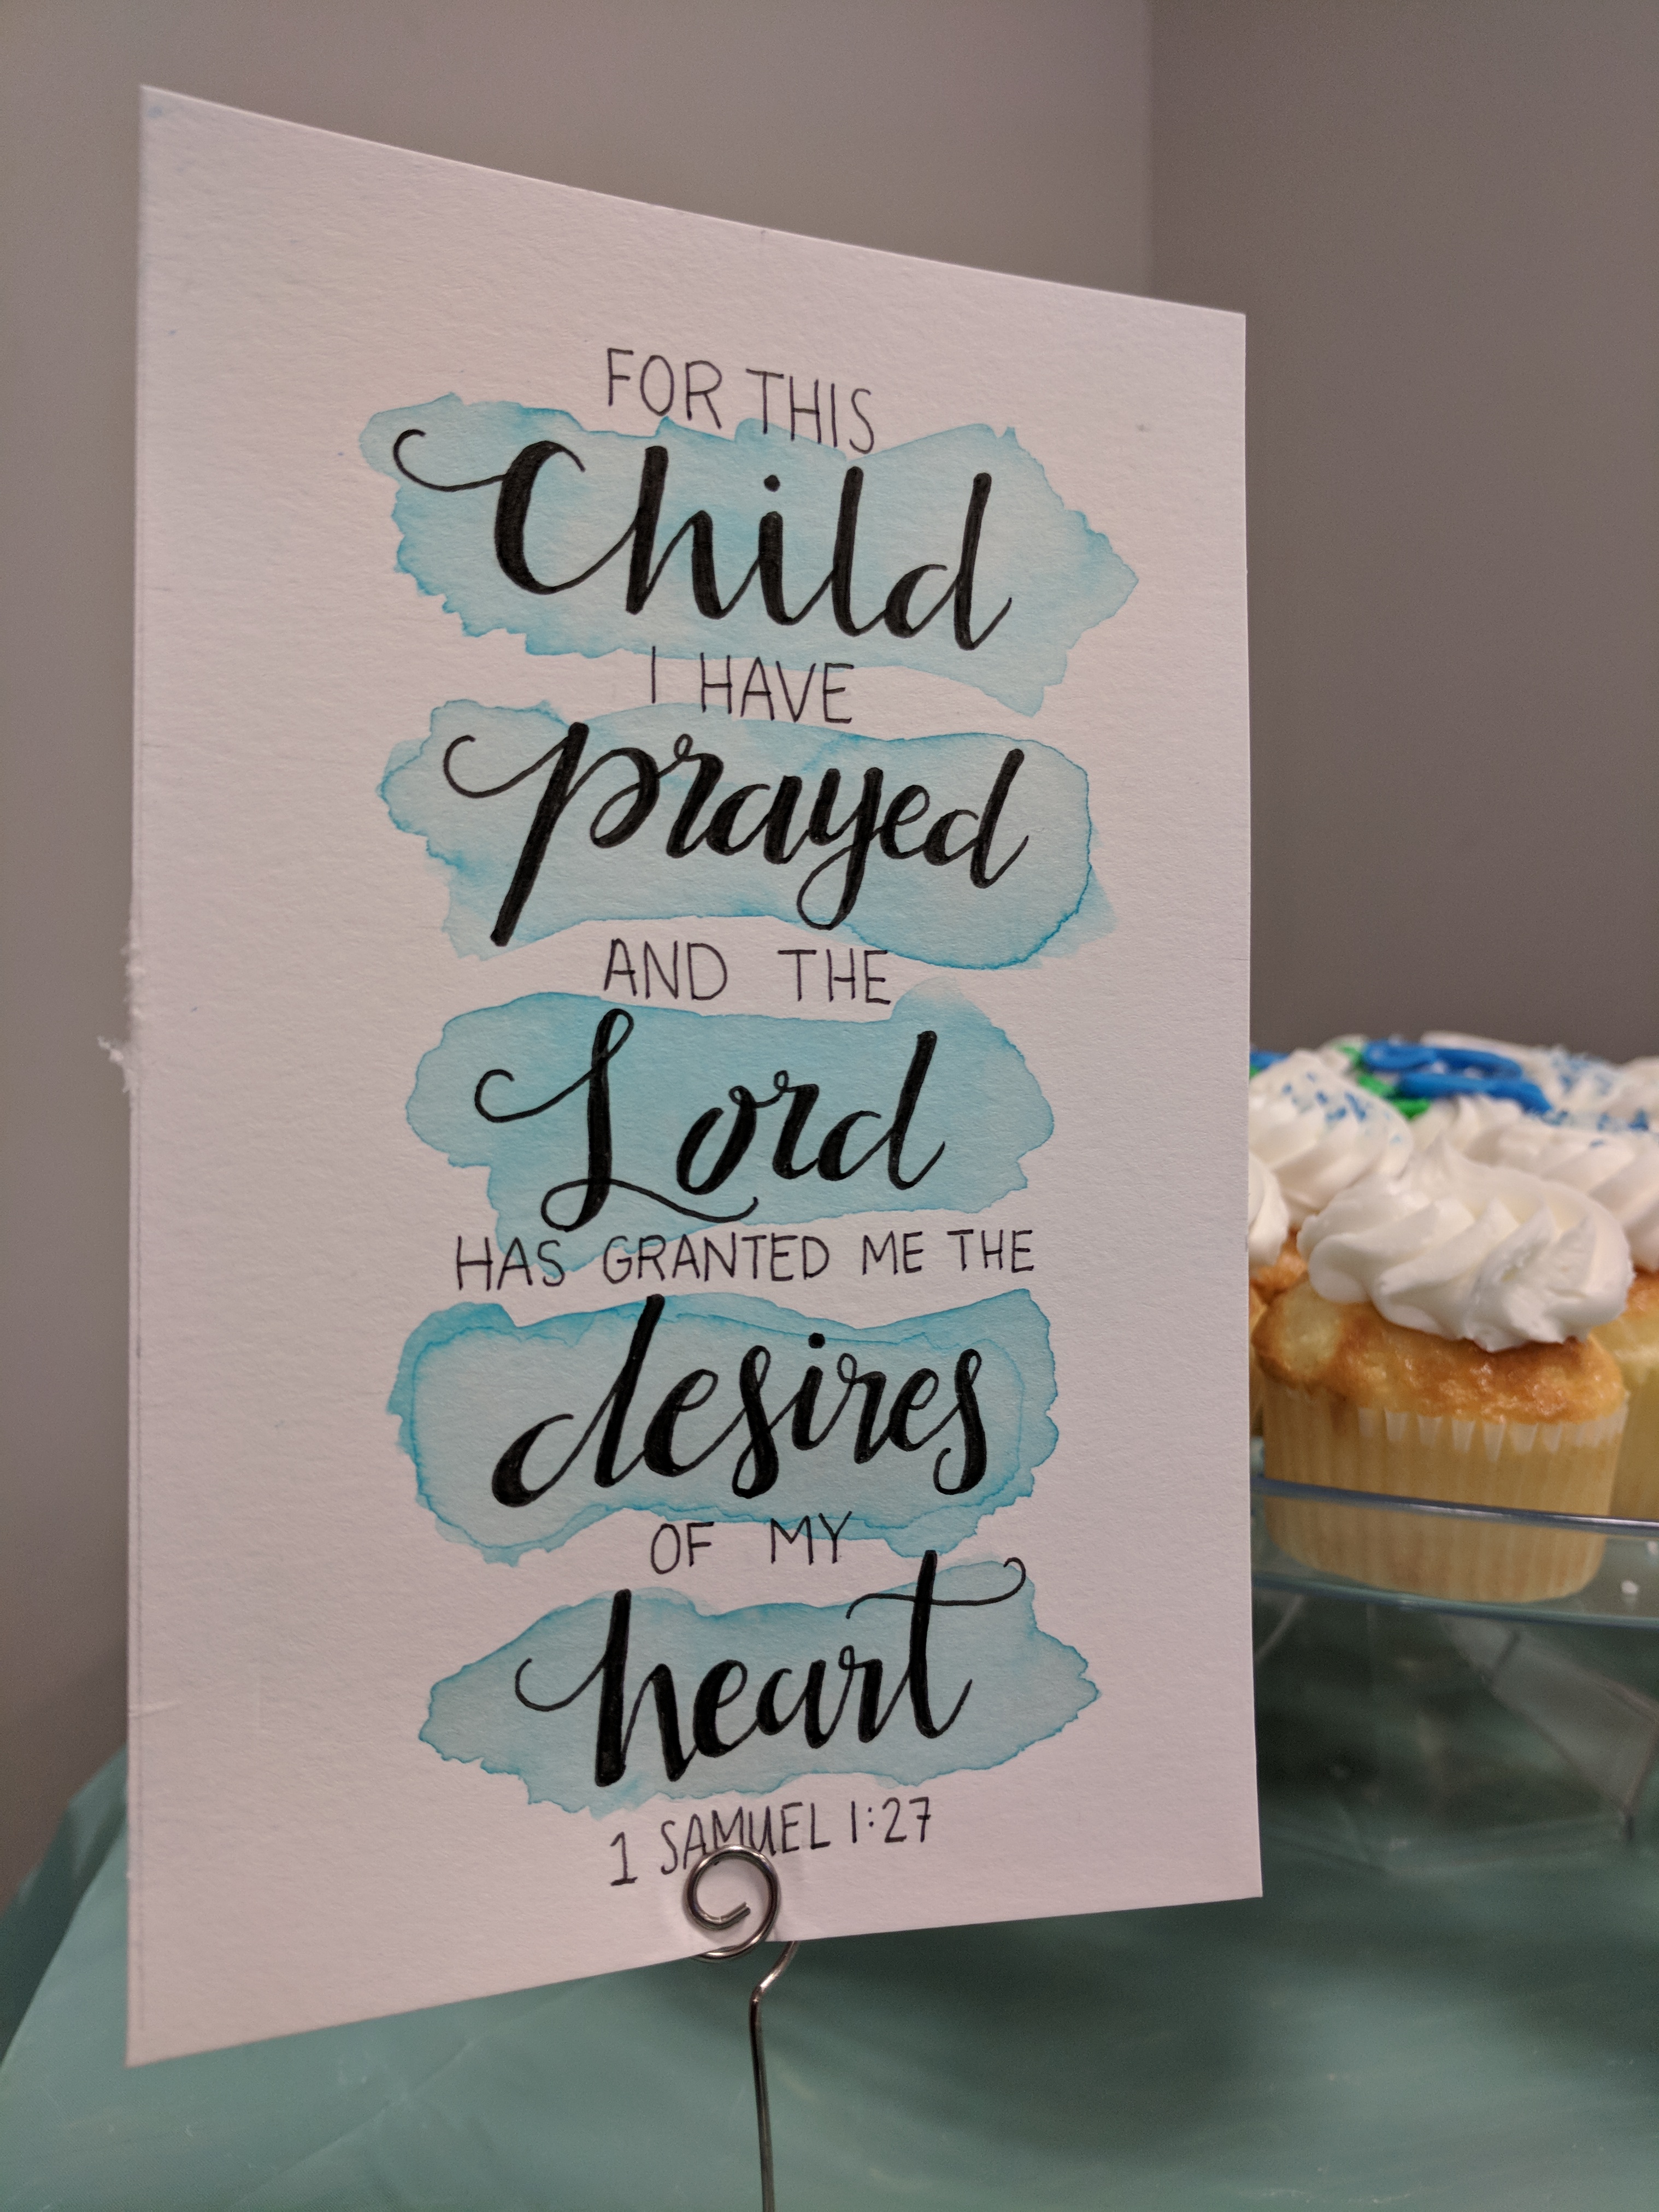 FOR THIS
Child
I HAVE
prayed
AND THE
Lord
HAS GRANTED ME THE
desires
OF MY
heart
1 SAMUEL 1:27